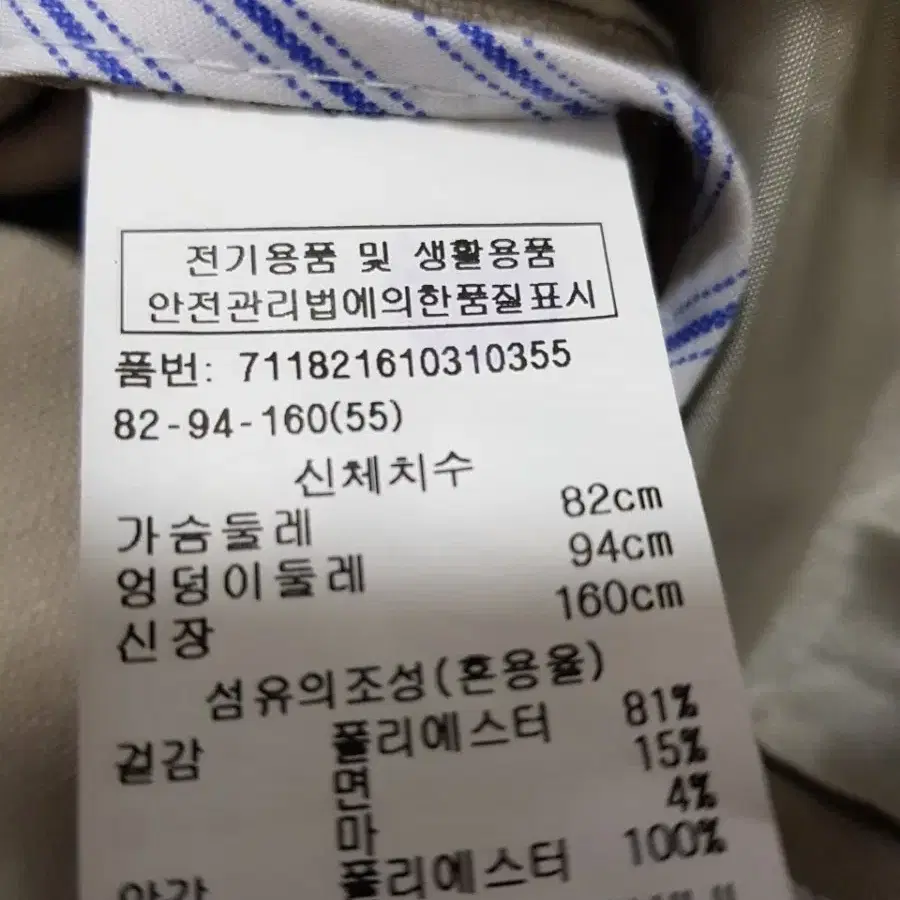 전기용품 및 생활용품
안전관리법에의한품질표시
품번: 711821610310355
82-94-160(55)
신체치수
가슴둘레 82cm
엉덩이둘레 94cm
신장 160cm
섬유의조성(혼용율)
겉감 폴리에스터 81%
면 15%
마 4%
안감 폴리에스터 100%